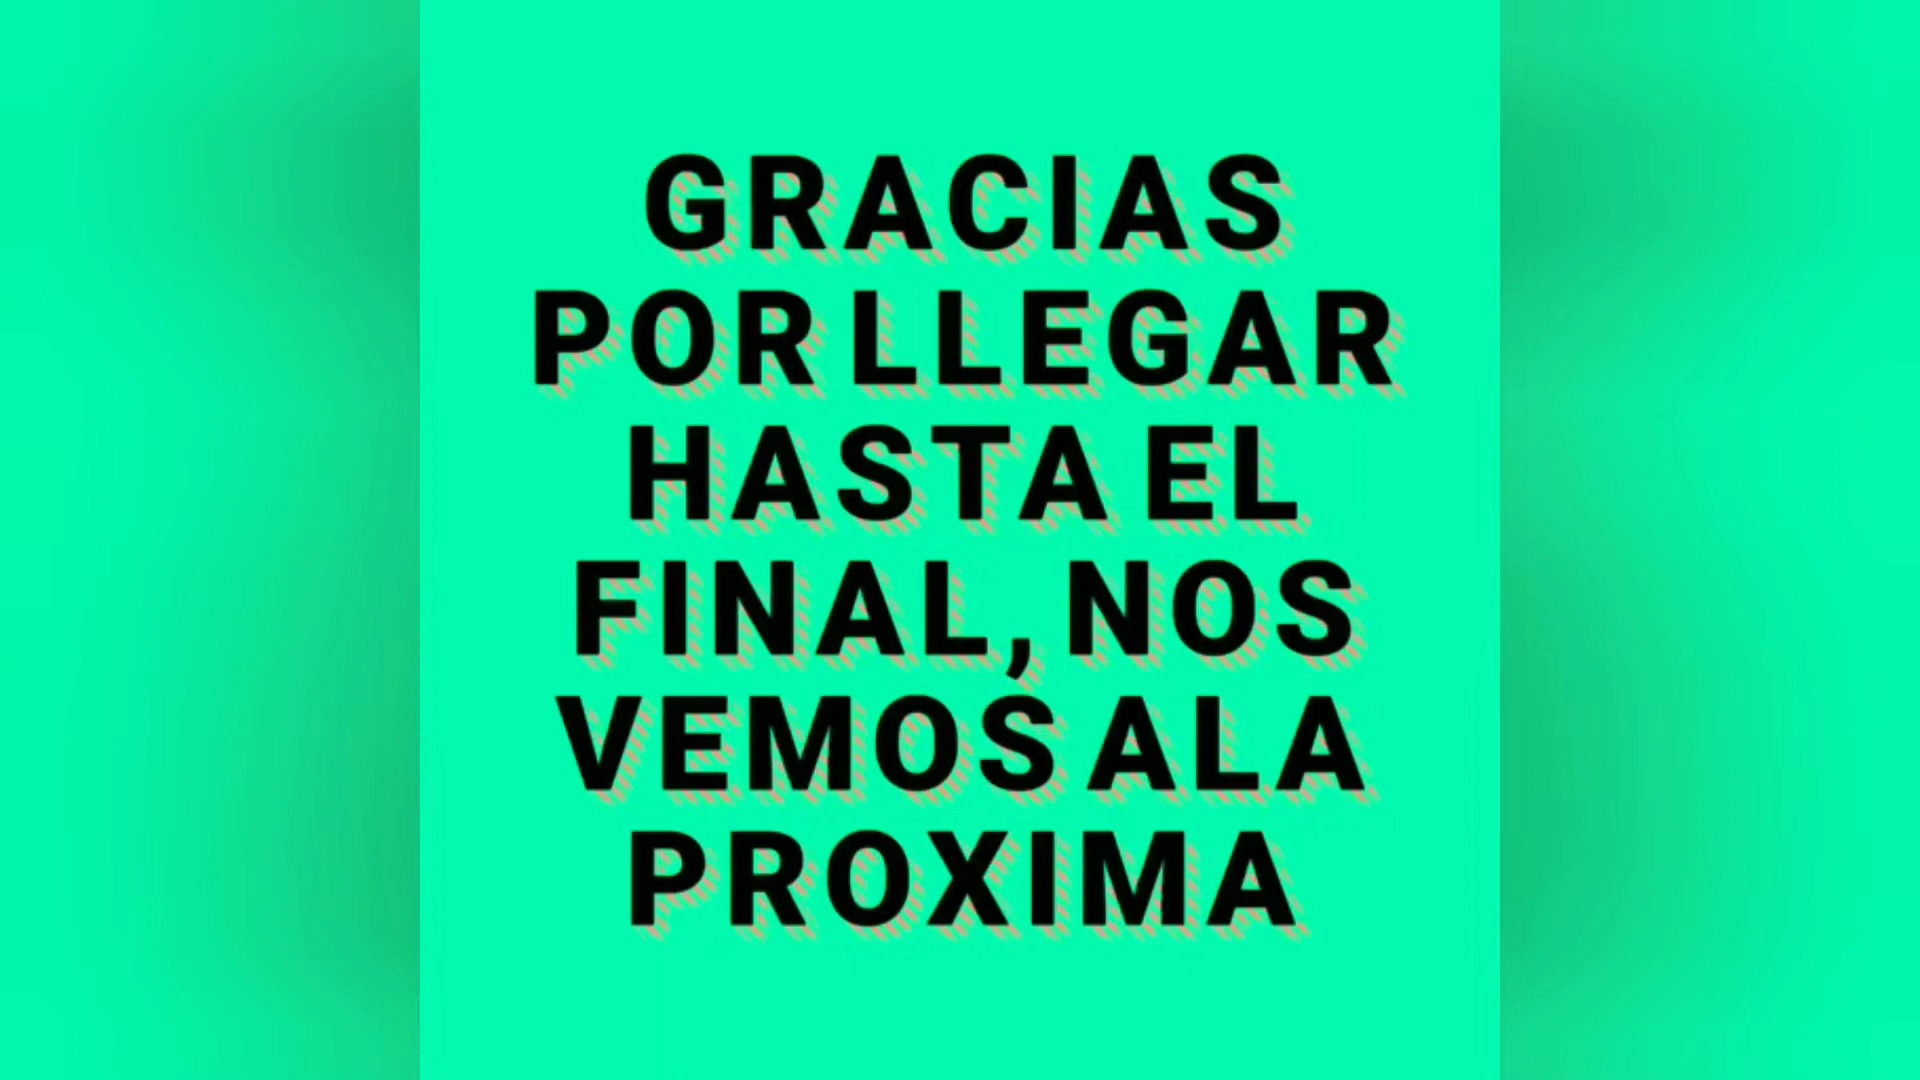 GRACIAS
POR LLEGAR
HASTA EL
FINAL, NOS
VEMOS ALA
PROXIMA